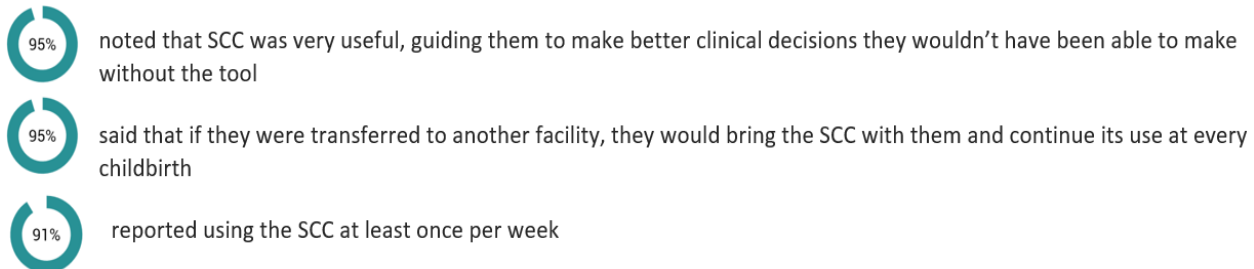 95%
noted that SCC was very useful, guiding them to make better clinical decisions they wouldn’t have been able to make
without the tool
95%
said that if they were transferred to another facility, they would bring the SCC with them and continue its use at every
childbirth
91%
reported using the SCC at least once per week